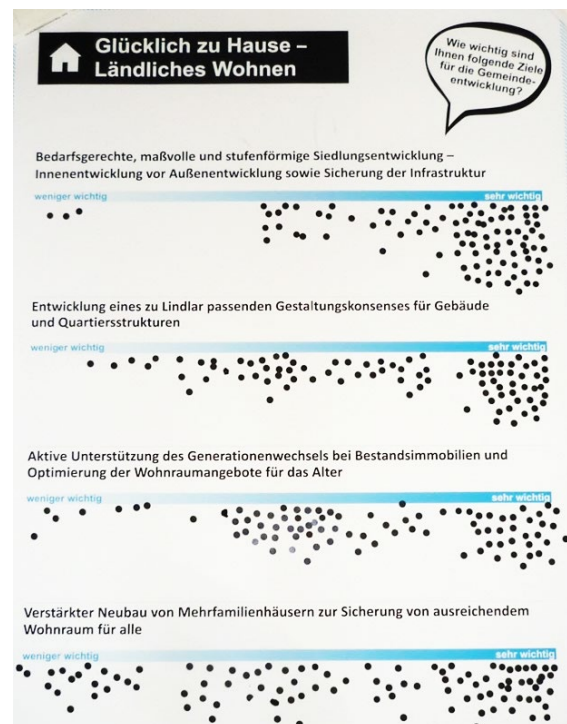 Glücklich zu Hause –
Ländliches Wohnen
Wie wichtig sind
Ihnen folgende Ziele
für die Gemeinde-
entwicklung?
Bedarfsgerechte, maßvolle und stufenförmige Siedlungsentwicklung –
Innenentwicklung vor Außenentwicklung sowie Sicherung der Infrastruktur
weniger wichtig sehr wichtig
Entwicklung eines zu Lindlar passenden Gestaltungskonsenses für Gebäude
und Quartiersstrukturen
weniger wichtig sehr wichtig
Aktive Unterstützung des Generationenwechsels bei Bestandsimmobilien und
Optimierung der Wohnraumangebote für das Alter
weniger wichtig sehr wichtig
Verstärkter Neubau von Mehrfamilienhäusern zur Sicherung von ausreichendem
Wohnraum für alle
weniger wichtig sehr wichtig